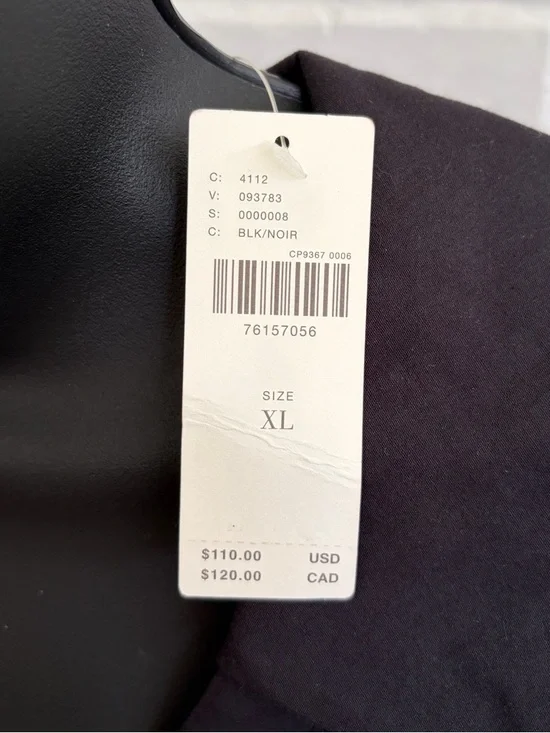 C: 4112
V: 093783
S: 0000008
C: BLK/NOIR
CP9367 0006
76157056
SIZE
XL
$110.00 USD
$120.00 CAD